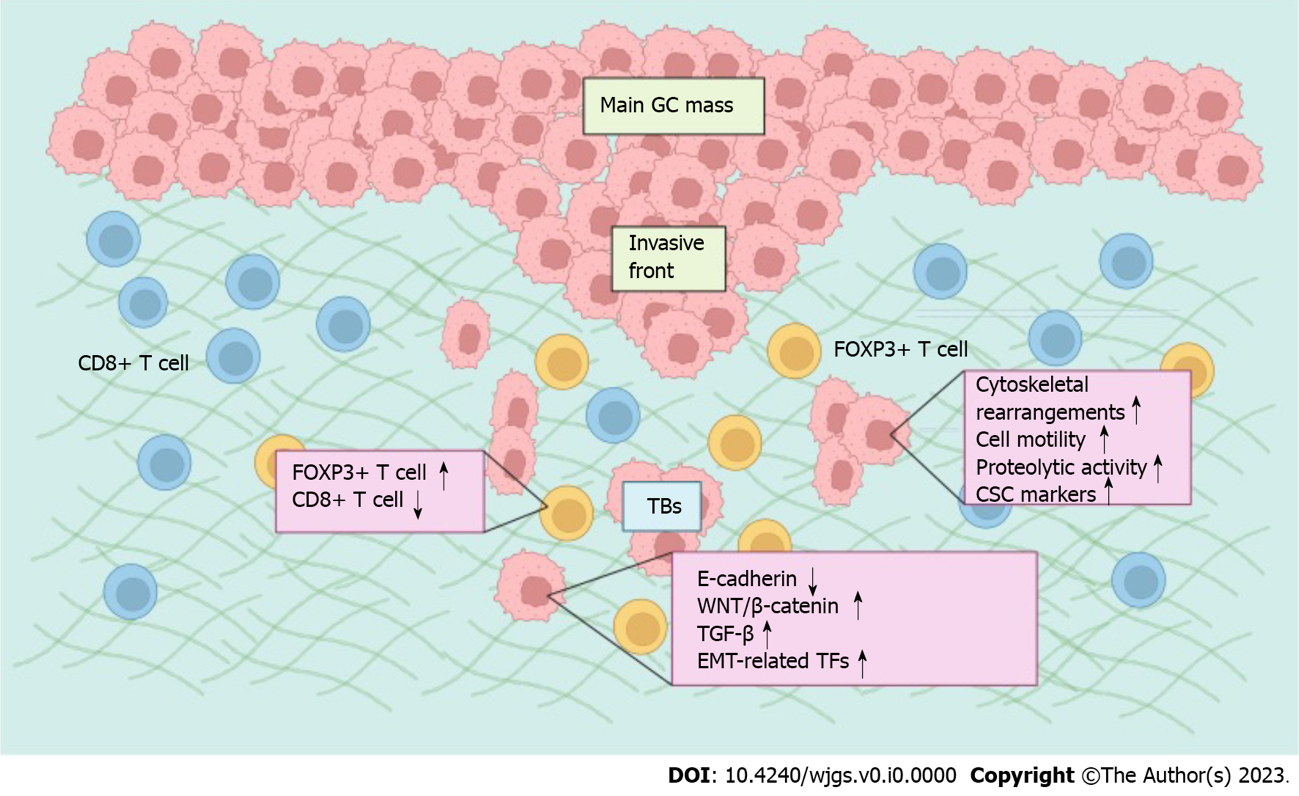 Main GC mass
Invasive
front
CD8+ T cell
FOXP3+ T cell
Cytoskeletal
rearrangements ↑
Cell motility ↑
Proteolytic activity ↑
CSC markers ↑
FOXP3+ T cell ↑
CD8+ T cell ↓
TBs
E-cadherin ↓
WNT/β-catenin ↑
TGF-β ↑
EMT-related TFs ↑
DOI: 10.4240/wjgs.v0.i0.0000 Copyright ©The Author(s) 2023.